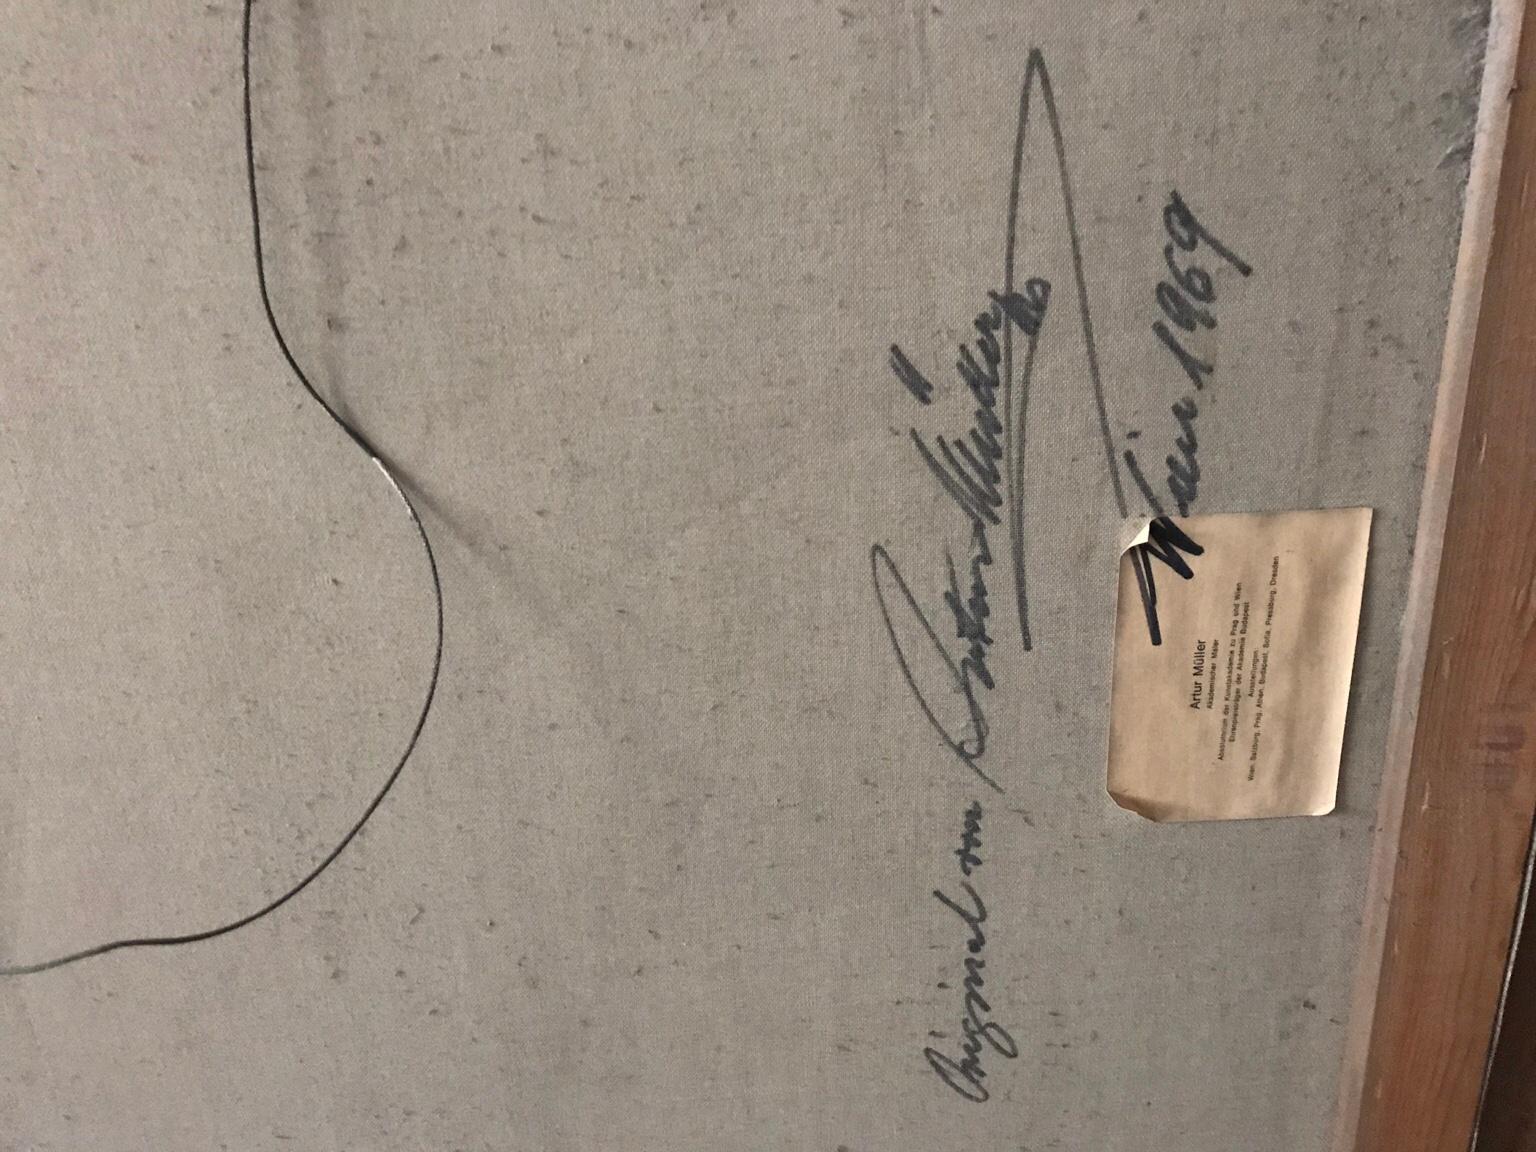 Original von Artur Müller
Wien 1969
Artur Müller
Akademischer Maler
Absolutorium der Kunstakademie zu Prag und Wien
Ehrenpreisträger der Akademie Budapest
Ausstellungen:
Wien, Salzburg, Prag, Athen, Budapest, Sofia, Pressburg, Dresden